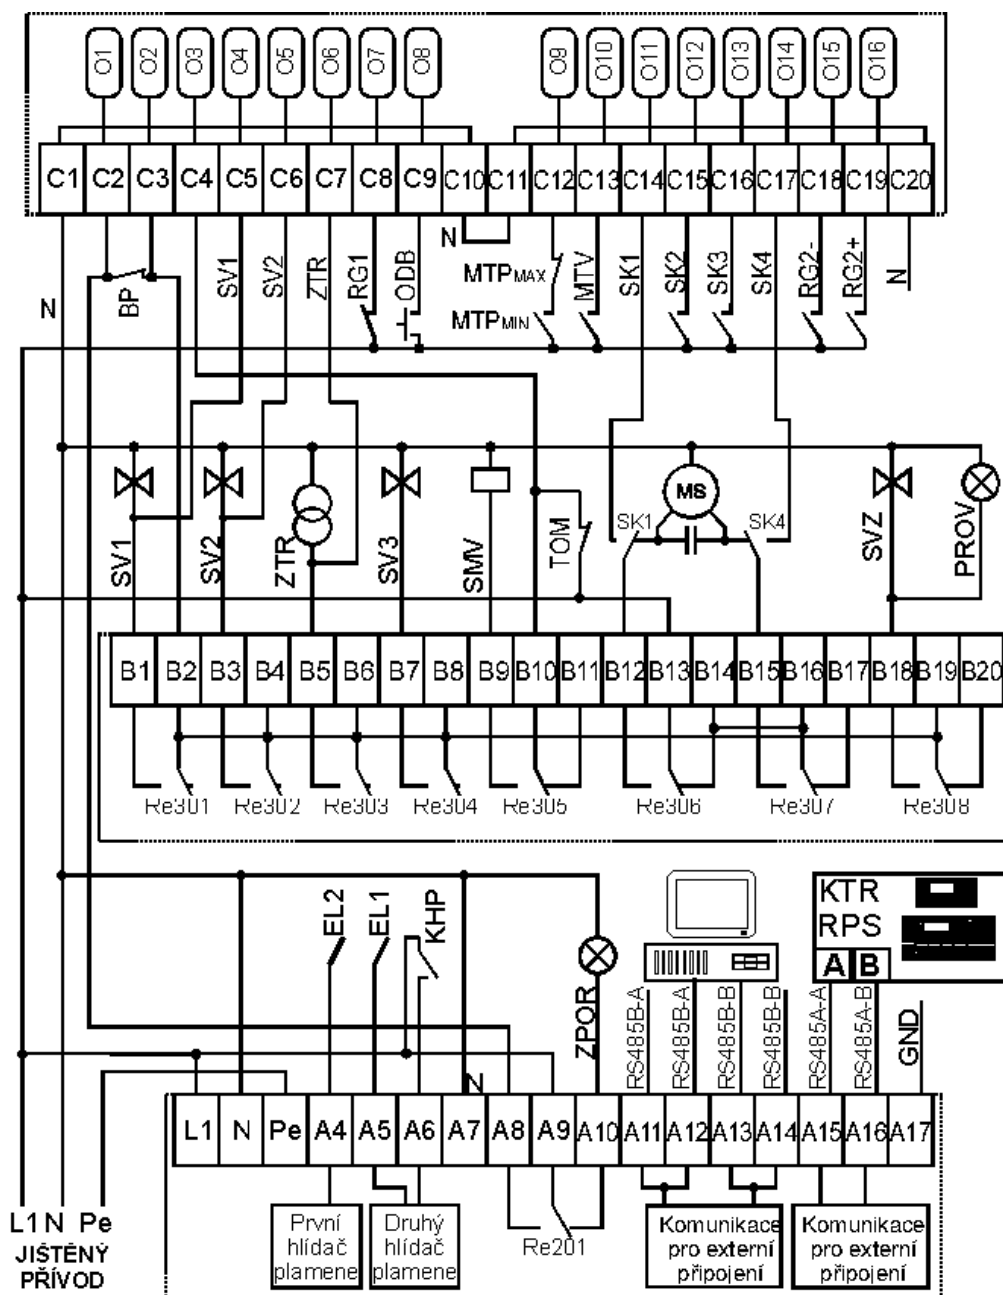 O1 O2 O3 O4 O5 O6 O7 O8 O9 O10 O11 O12 O13 O14 O15 O16
C1 C2 C3 C4 C5 C6 C7 C8 C9 C10 C11 C12 C13 C14 C15 C16 C17 C18 C19 C20
N BP SV1 SV2 ZTR RG1 ODB N MTPMAX MTV SK1 SK2 SK3 SK4 RG2- RG2+ N
MTPMIN
MS
SK1 SK4
SV1 SV2 ZTR SV3 SMV TOM SVZ PROV
B1 B2 B3 B4 B5 B6 B7 B8 B9 B10 B11 B12 B13 B14 B15 B16 B17 B18 B19 B20
Re301 Re302 Re303 Re304 Re305 Re306 Re307 Re308
EL2 EL1 KHP ZPOR
KTR
RPS
A B
RS485B-A RS485B-A RS485B-B RS485B-B RS485A-A RS485A-B GND
N
L1 N Pe A4 A5 A6 A7 A8 A9 A10 A11 A12 A13 A14 A15 A16 A17
L1 N Pe
JIŠTĚNÝ
PŘÍVOD
První
hlídač
plamene
Druhý
hlídač
plamene
Re201
Komunikace
pro externí
připojení
Komunikace
pro externí
připojení